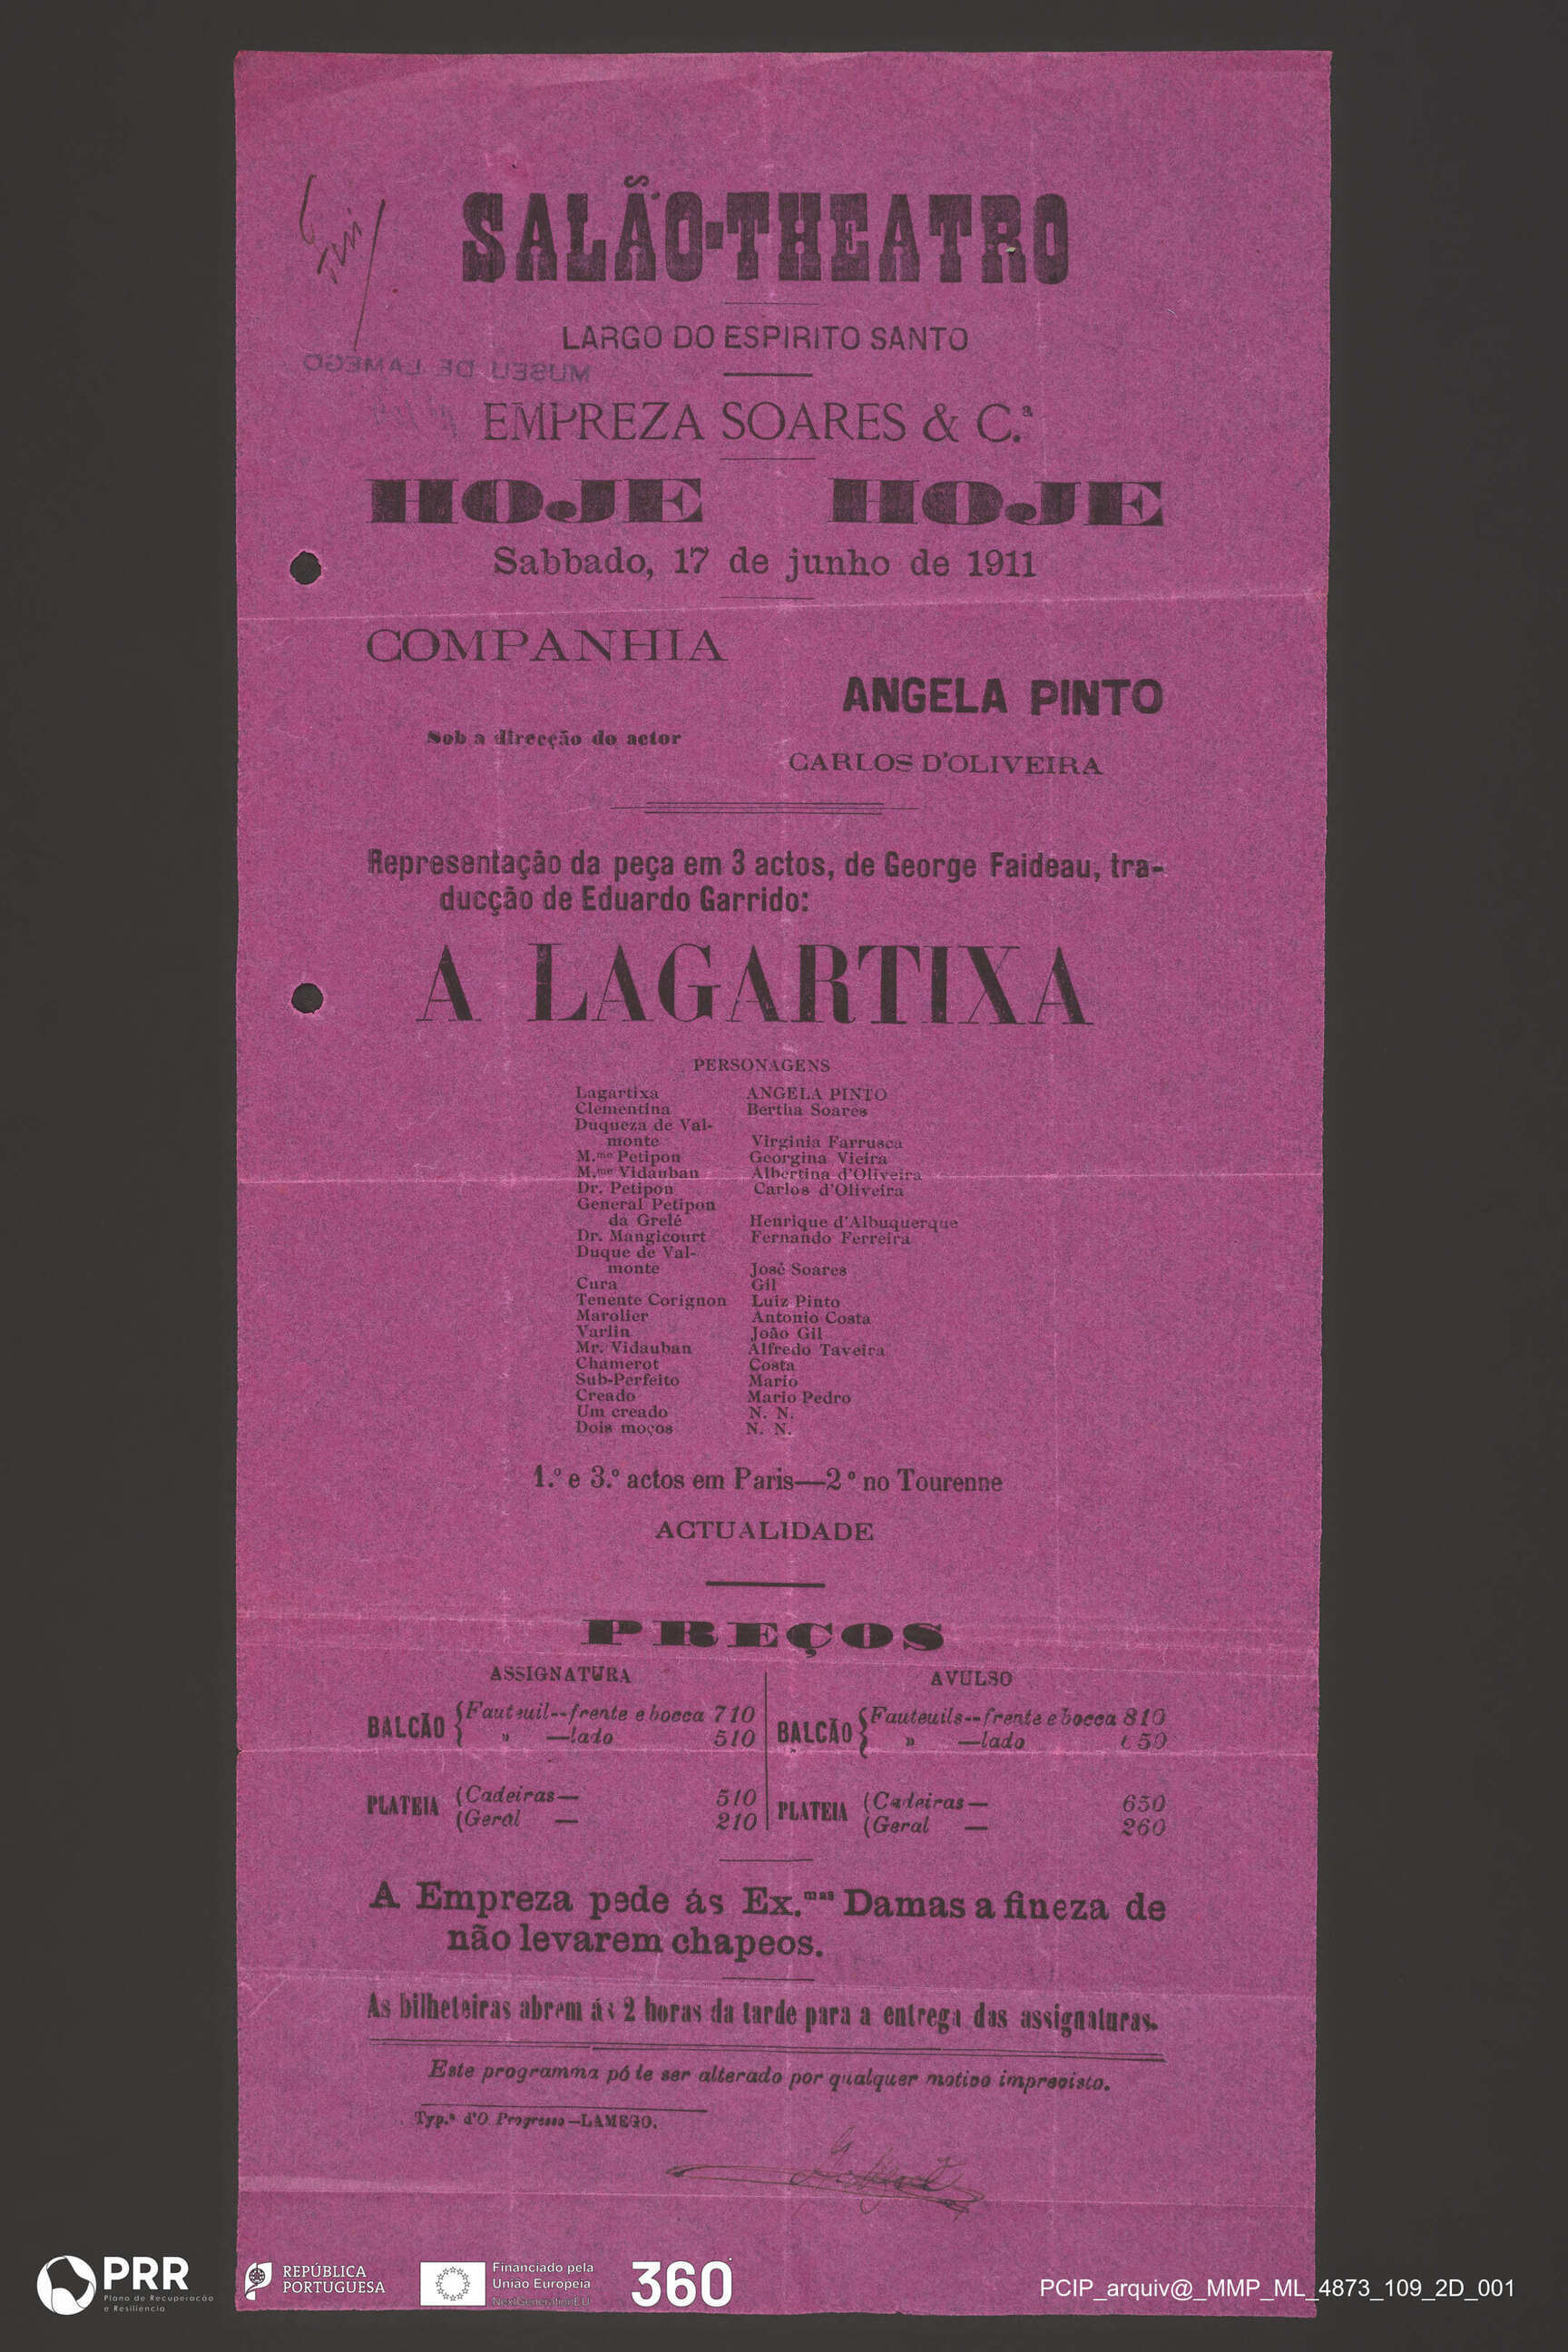 SALÃO-THEATRO
LARGO DO ESPIRITO SANTO
MUSEU DE LAMEGO
EMPREZA SOARES & C.ª
HOJE HOJE
Sabbado, 17 de junho de 1911
COMPANHIA
ANGELA PINTO
Sob a direcção do actor
CARLOS D'OLIVEIRA
Representação da peça em 3 actos, de George Faideau, tra-
ducção de Eduardo Garrido:
A LAGARTIXA
PERSONAGENS
Lagartixa ANGELA PINTO
Clementina Bertha Soares
Duqueza de Val-
monte Virginia Farrusca
M.me Petipon Georgina Vieira
M.me Vidauban Albertina d'Oliveira
Dr. Petipon Carlos d'Oliveira
General Petipon
da Grelé Henrique d'Albuquerque
Dr. Mangicourt Fernando Ferreira
Duque de Val-
monte José Soares
Cura Gil
Tenente Corignon Luiz Pinto
Marolier Antonio Costa
Varlin João Gil
Mr. Vidauban Alfredo Taveira
Chamerot Costa
Sub-Perfeito Mario
Creado Mario Pedro
Um creado N. N.
Dois moços N. N.
1.º e 3.º actos em Paris—2º no Tourenne
ACTUALIDADE
PREÇOS
ASSIGNATURA
BALCÃO {Fauteuil--frente e bocca 710
» —lado 510
PLATEIA (Cadeiras— 510
(Geral — 210
AVULSO
BALCÃO {Fauteuils--frente e bocca 810
» —lado 650
PLATEIA (Cadeiras— 650
(Geral — 260
A Empreza pede ás Ex.mas Damas a fineza de
não levarem chapeos.
As bilheteiras abrem ás 2 horas da tarde para a entrega das assignaturas.
Este programma póde ser alterado por qualquer motivo imprevisto.
Typ.ª d'O Progresso—LAMEGO.
PRR
Plano de Recuperação
e Resiliência
REPÚBLICA
PORTUGUESA
Financiado pela
União Europeia
NextGenerationEU
360
PCIP_arquiv@_MMP_ML_4873_109_2D_001